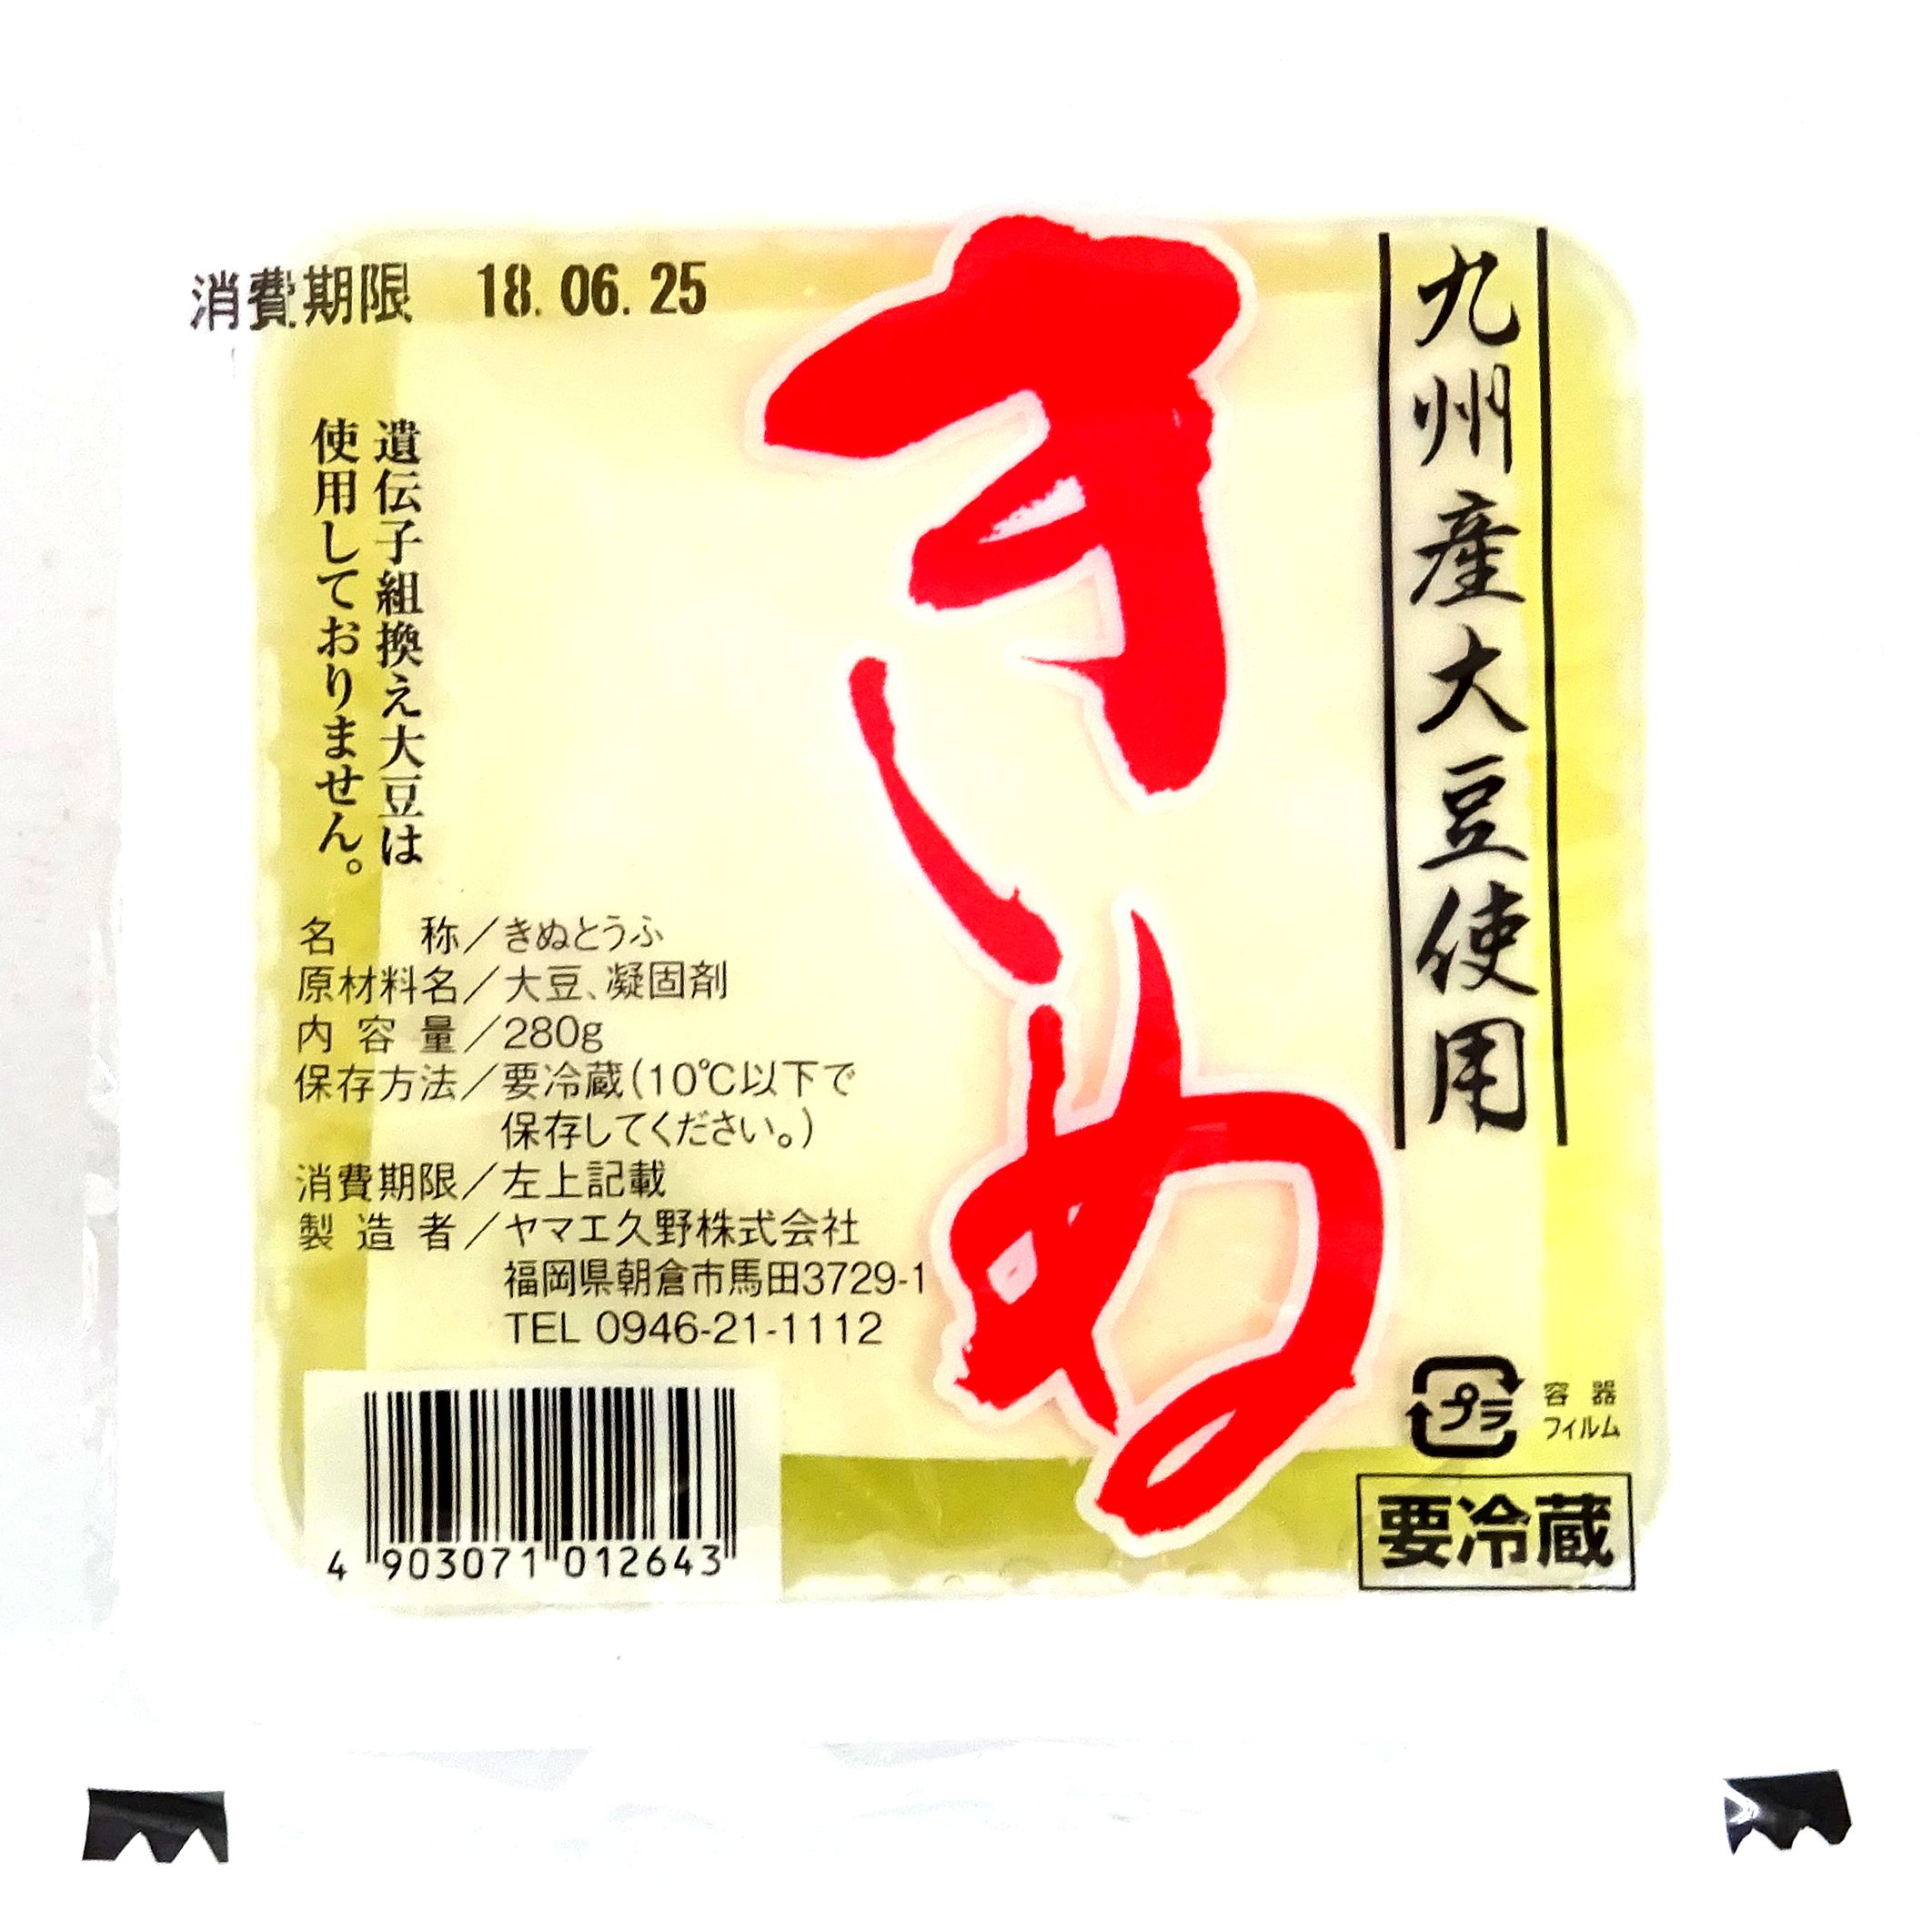 消費期限 18.06.25
きぬ
九州産大豆使用
遺伝子組換え大豆は
使用しておりません。
名称／きぬとうふ
原材料名／大豆、凝固剤
内容量／280g
保存方法／要冷蔵(10℃以下で
保存してください。)
消費期限／左上記載
製造者／ヤマエ久野株式会社
福岡県朝倉市馬田3729-1
TEL 0946-21-1112
4 903071 012643
プラ
容器
フィルム
要冷蔵